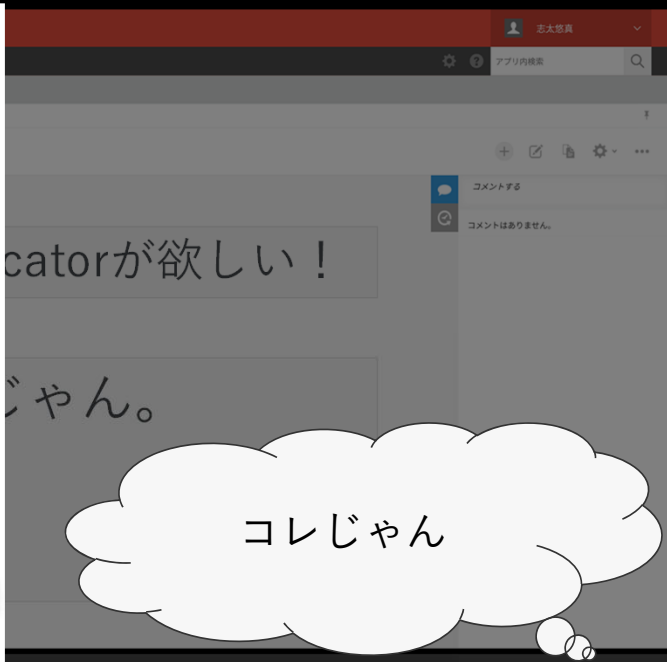 志太悠真
アプリ内検索
コメントする
コメントはありません。
catorが欲しい！
じゃん。
コレじゃん